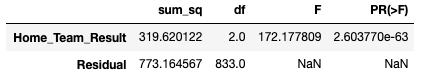 sum_sq df F PR(>F)
Home_Team_Result 319.620122 2.0 172.177809 2.603770e-63
Residual 773.164567 833.0 NaN NaN